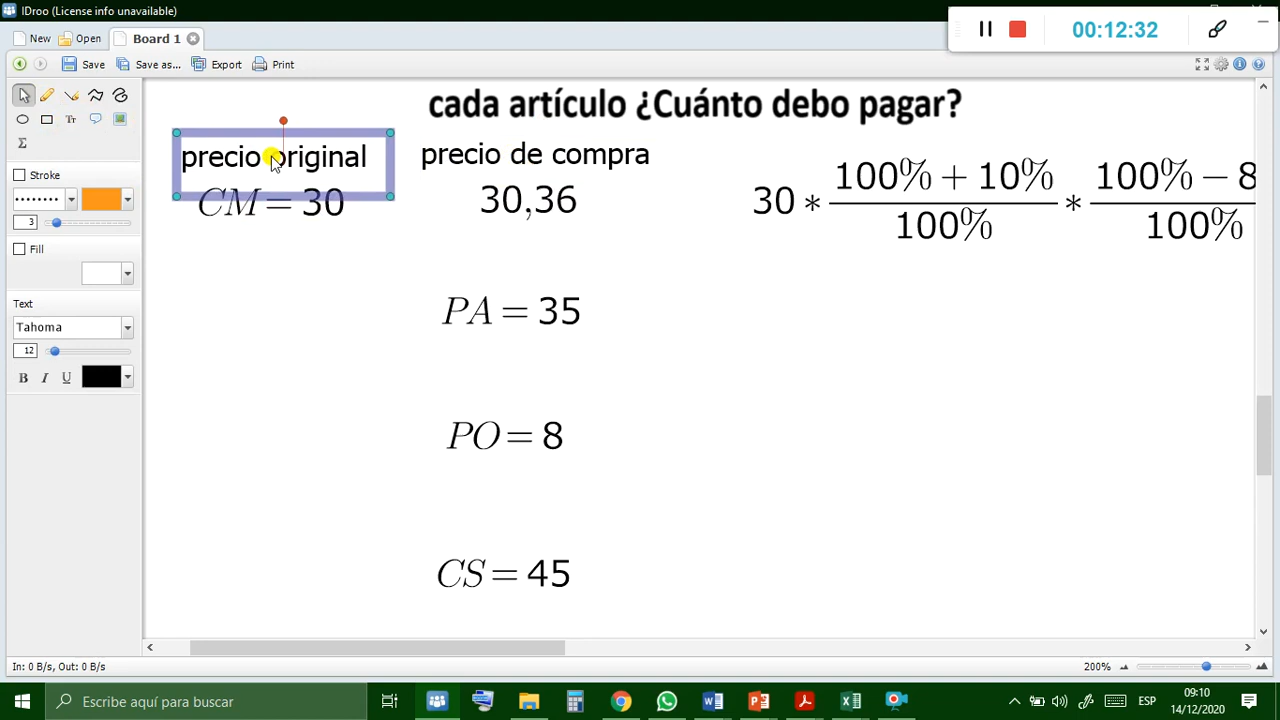 IDroo (License info unavailable)
00:12:32
New Open Board 1
Save Save as... Export Print
cada artículo ¿Cuánto debo pagar?
precio original precio de compra
CM = 30 30,36 30 * (100% + 10%)/100% * (100% − 8/100%
PA = 35
PO = 8
CS = 45
Tr
Σ
Stroke
3
Fill
Text
Tahoma
12
B I U
In: 0 B/s, Out: 0 B/s 200%
Escribe aquí para buscar
ESP
09:10
14/12/2020